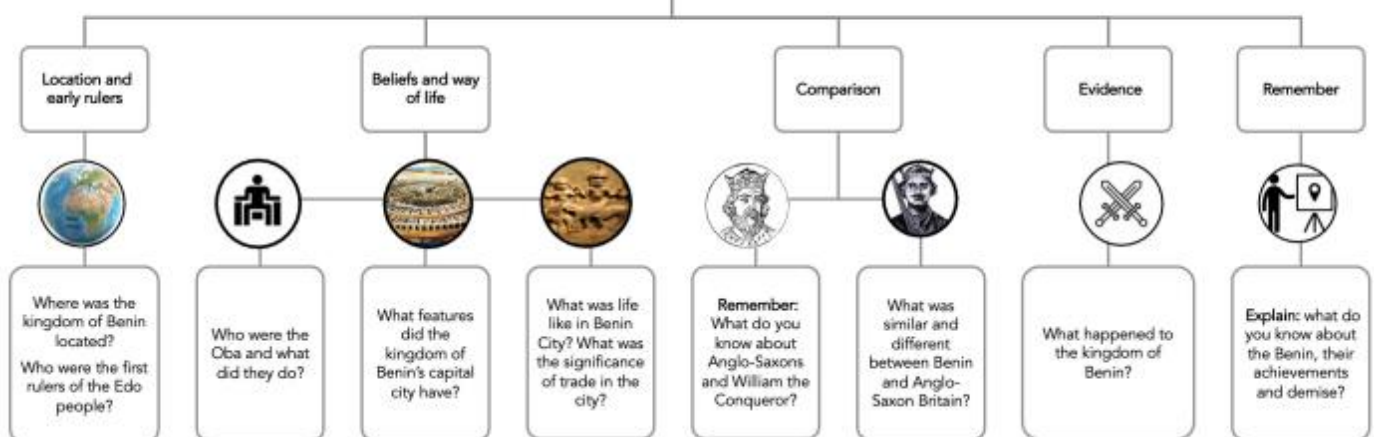 Location and
early rulers
Beliefs and way
of life
Comparison
Evidence
Remember
Where was the
kingdom of Benin
located?
Who were the first
rulers of the Edo
people?
Who were the
Oba and what
did they do?
What features
did the
kingdom of
Benin's capital
city have?
What was life
like in Benin
City? What was
the significance
of trade in the
city?
Remember:
What do you
know about
Anglo-Saxons
and William the
Conqueror?
What was
similar and
different
between Benin
and Anglo-
Saxon Britain?
What happened to
the kingdom of
Benin?
Explain: what do
you know about
the Benin, their
achievements
and demise?